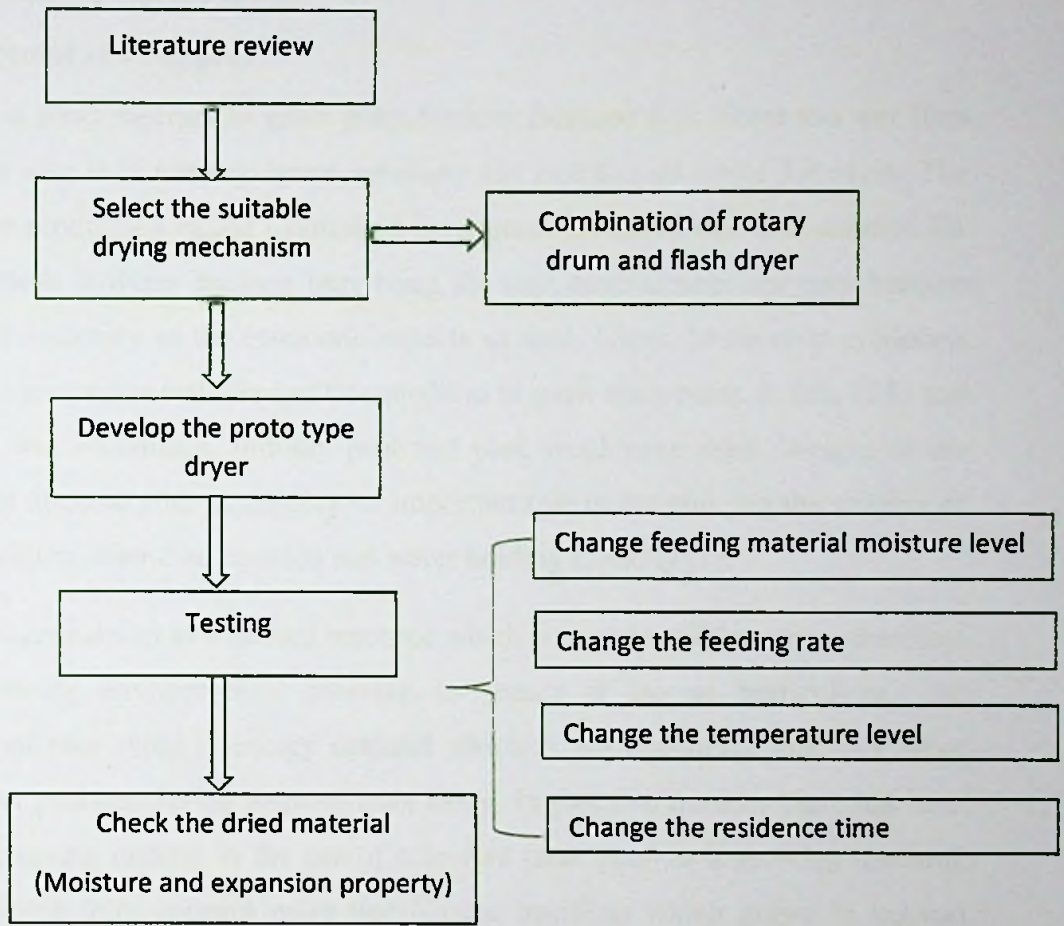 Literature review
Select the suitable
drying mechanism
Combination of rotary
drum and flash dryer
Develop the proto type
dryer
Testing
Change feeding material moisture level
Change the feeding rate
Change the temperature level
Change the residence time
Check the dried material
(Moisture and expansion property)